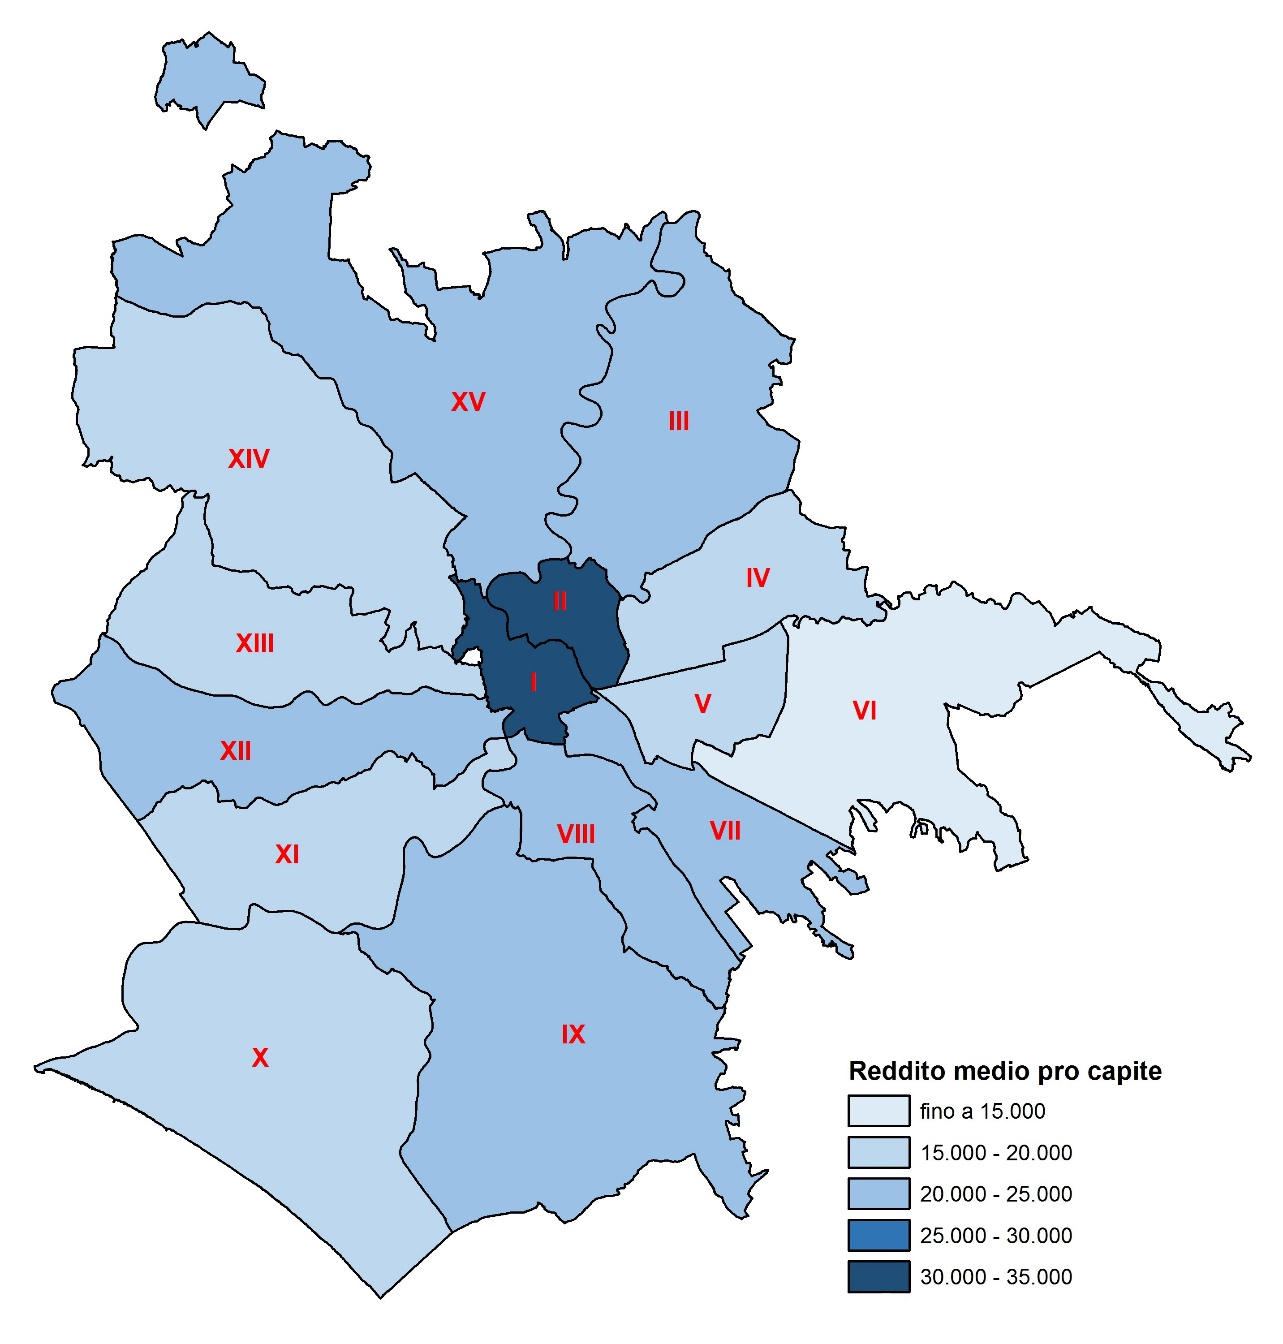 XV
III
XIV
IV
II
XIII
I
V
VI
XII
VII
VIII
XI
IX
X
Reddito medio pro capite
fino a 15.000
15.000 - 20.000
20.000 - 25.000
25.000 - 30.000
30.000 - 35.000